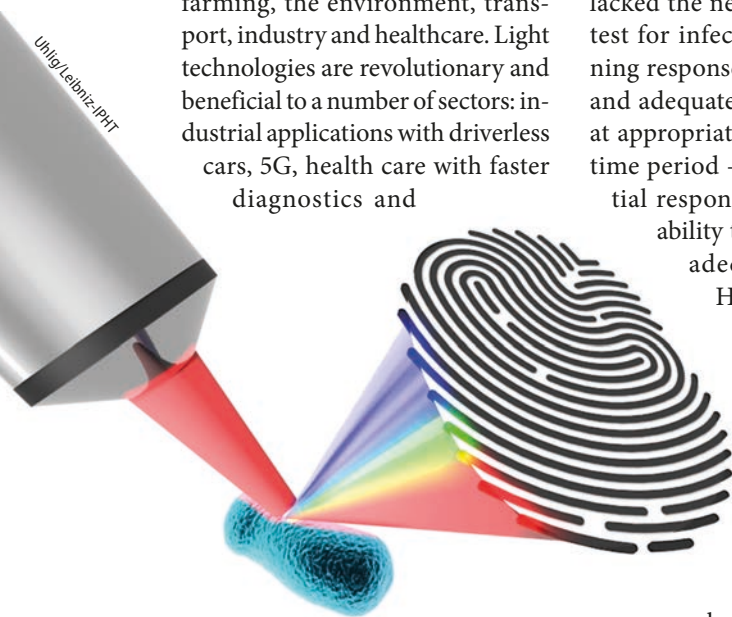 Uhlig/Leibniz-IPHT
farming, the environment, trans-
port, industry and healthcare. Light
technologies are revolutionary and
beneficial to a number of sectors: in-
dustrial applications with driverless
cars, 5G, health care with faster
diagnostics and
lacked the ne
test for infec
ning respons
and adequate
at appropriat
time period -
tial respon
ability t
adec
H